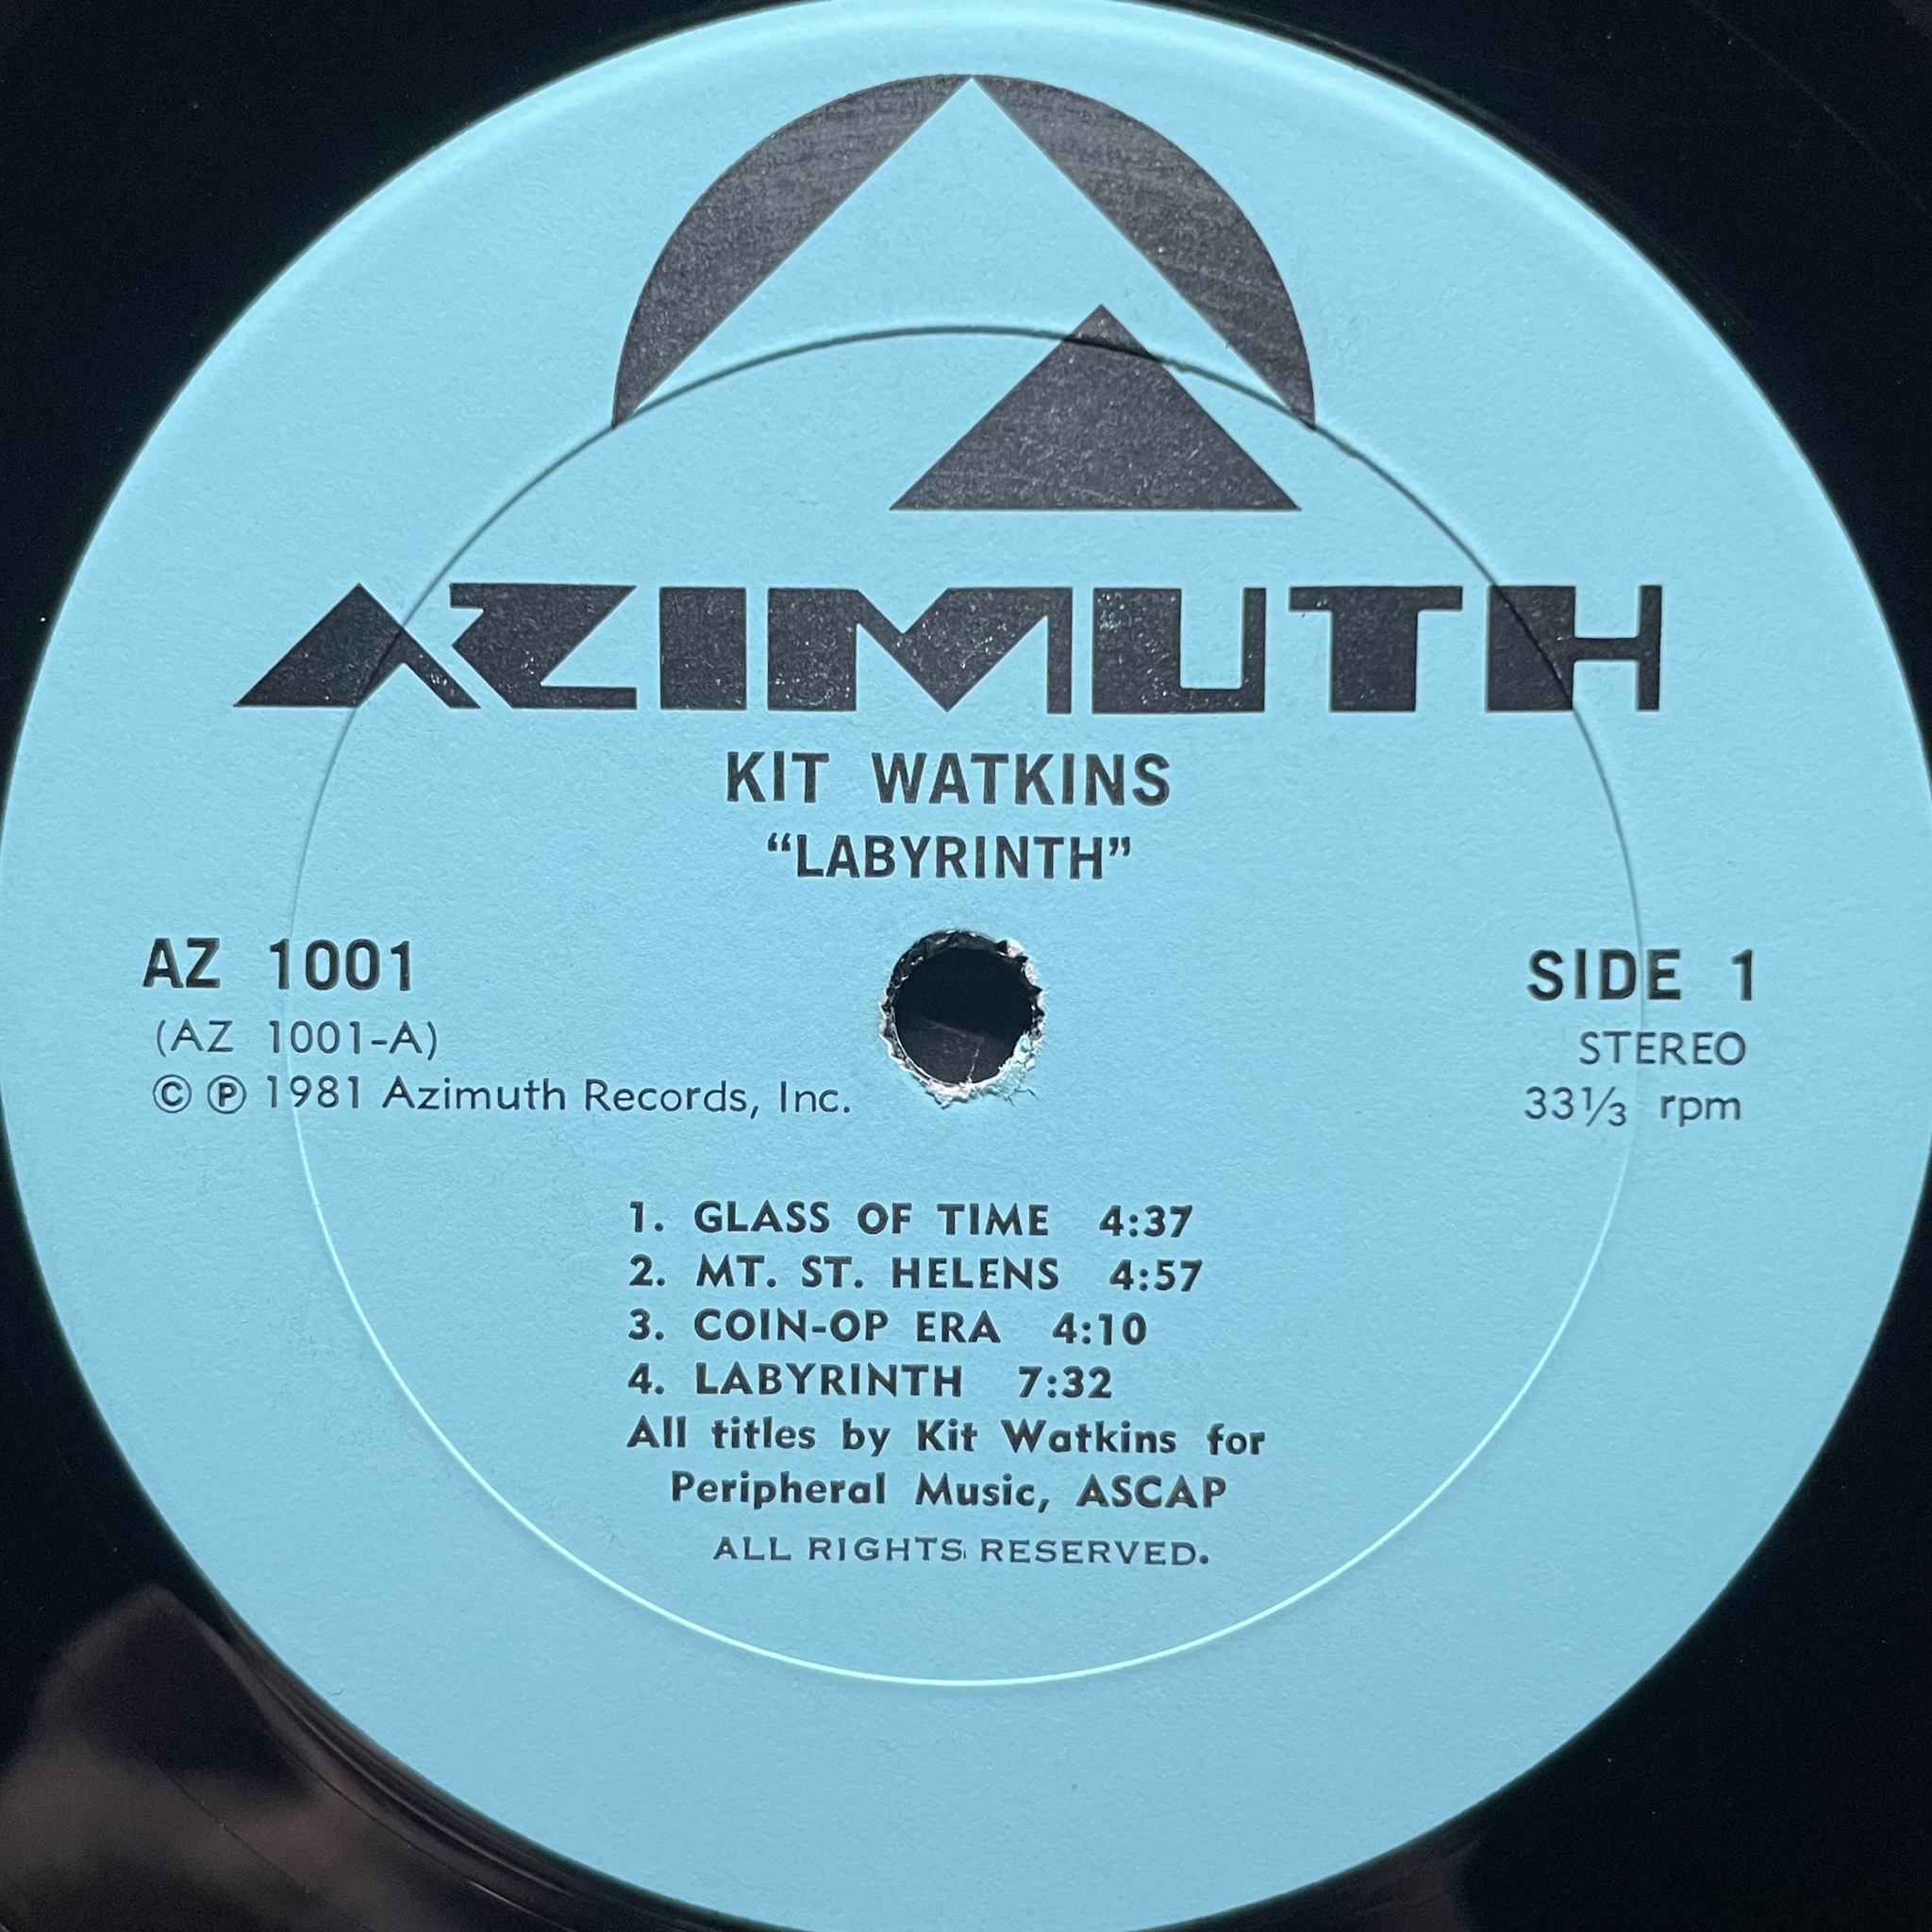 AZIMUTH
KIT WATKINS
“LABYRINTH”
AZ 1001
(AZ 1001-A)
© ℗ 1981 Azimuth Records, Inc.
SIDE 1
STEREO
33⅓ rpm
1. GLASS OF TIME 4:37
2. MT. ST. HELENS 4:57
3. COIN-OP ERA 4:10
4. LABYRINTH 7:32
All titles by Kit Watkins for
Peripheral Music, ASCAP
ALL RIGHTS RESERVED.